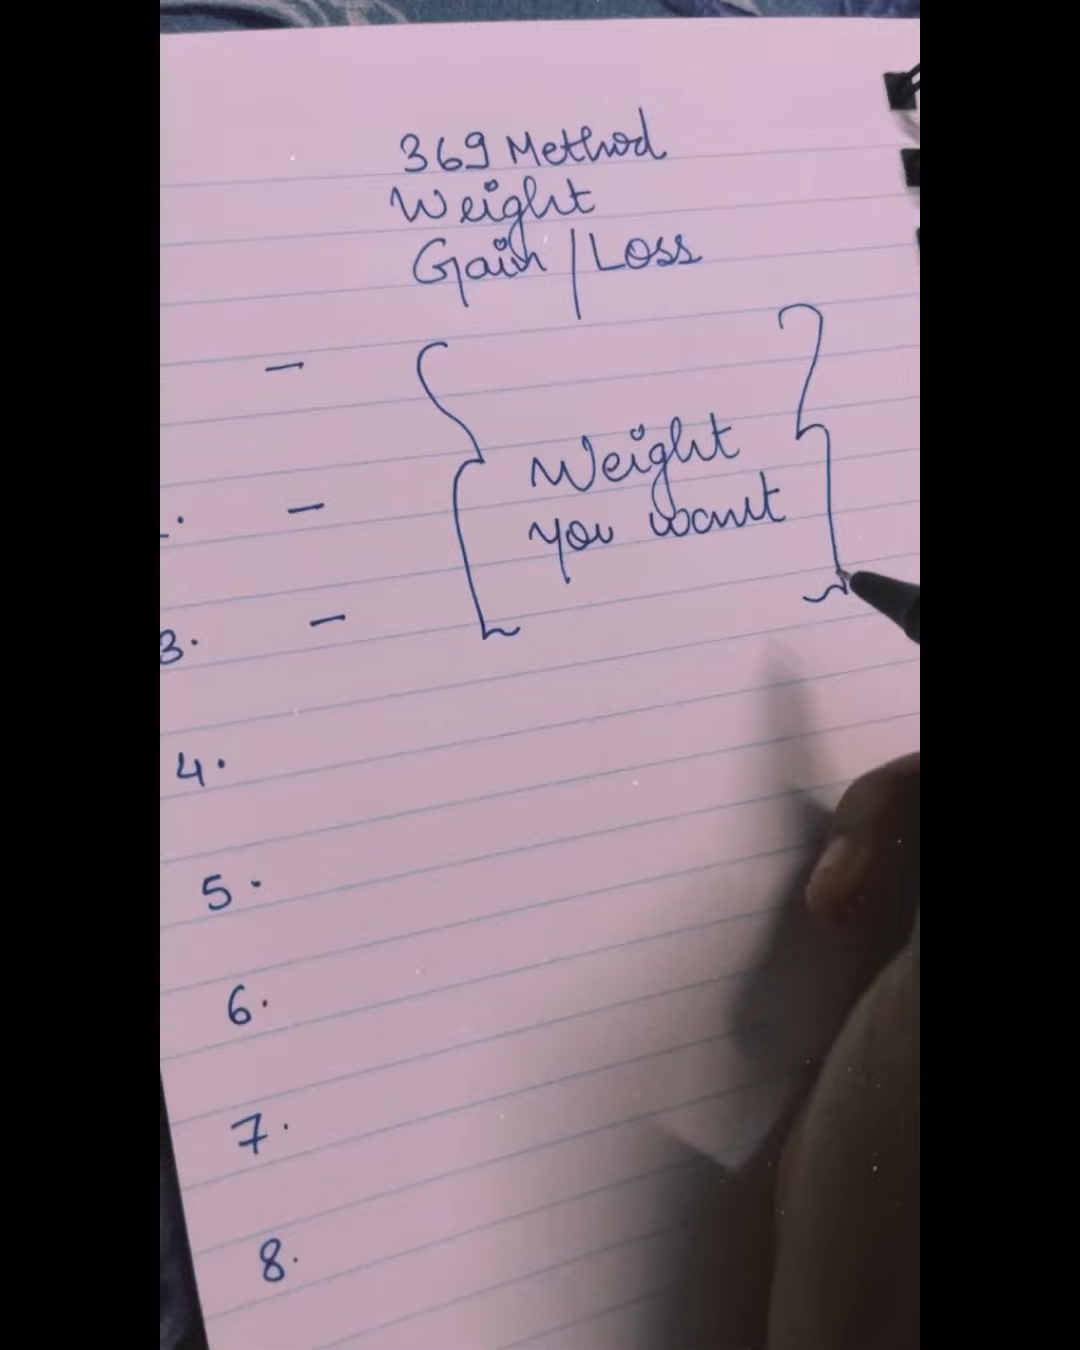 369 Method
Weight
Gain / Loss
-
. -
Weight
you want
3. -
4.
5.
6.
7.
8.